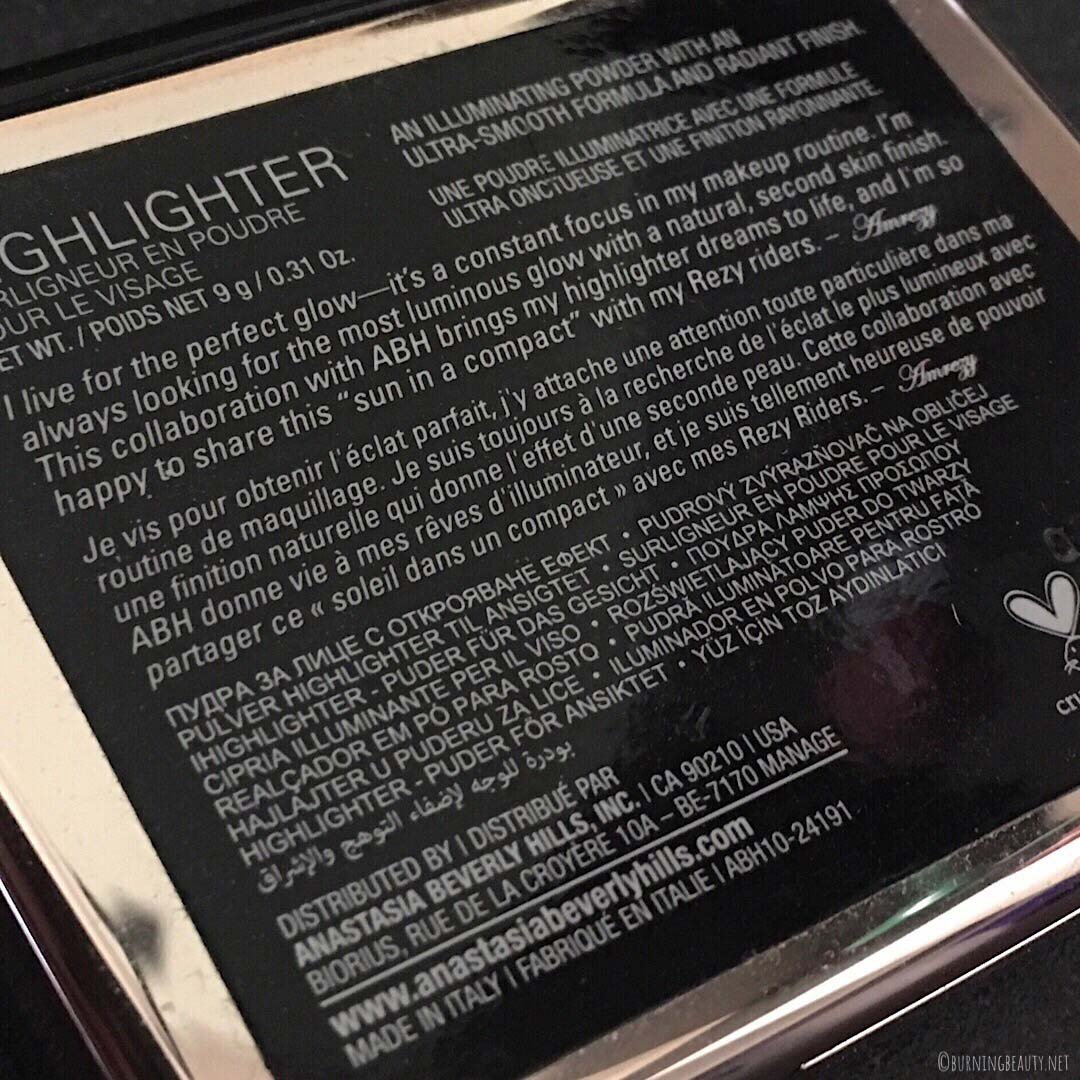 AN ILLUMINATING POWDER WITH AN
ULTRA-SMOOTH FORMULA AND RADIANT FINISH.
UNE POUDRE ILLUMINATRICE AVEC UNE FORMULE
ULTRA ONCTUEUSE ET UNE FINITION RAYONNANTE.
GHLIGHTER
RLIGNEUR EN POUDRE
OUR LE VISAGE
ET WT. / POIDS NET 9 g / 0.31 Oz.
I live for the perfect glow—it's a constant focus in my makeup routine. I'm
always looking for the most luminous glow with a natural, second skin finish.
This collaboration with ABH brings my highlighter dreams to life, and I'm so
happy to share this “sun in a compact” with my Rezy riders. – Amrezy
Je vis pour obtenir l'éclat parfait, j'y attache une attention toute particulière dans ma
routine de maquillage. Je suis toujours à la recherche de l'éclat le plus lumineux avec
une finition naturelle qui donne l'effet d'une seconde peau. Cette collaboration avec
ABH donne vie à mes rêves d'illuminateur, et je suis tellement heureuse de pouvoir
partager ce « soleil dans un compact » avec mes Rezy Riders. – Amrezy
ПУДРА ЗА ЛИЦЕ С ОТКРОЯВАНЕ ЕФЕКТ • PUDROVÝ ZVÝRAZNOVAČ NA OBLIČEJ
PULVER HIGHLIGHTER TIL ANSIGTET • SURLIGNEUR EN POUDRE POUR LE VISAGE
HIGHLIGHTER - PUDER FÜR DAS GESICHT • ΠΟΥΔΡΑ ΛΑΜΨΗΣ ΠΡΟΣΩΠΟΥ
CIPRIA ILLUMINANTE PER IL VISO • ROZŚWIETLAJĄCY PUDER DO TWARZY
REALÇADOR EM PÓ PARA ROSTO • PUDRĂ ILUMINATOARE PENTRU FAȚĂ
HAJLAJTER U PUDERU ZA LICE • ILUMINADOR EN POLVO PARA ROSTRO
HIGHLIGHTER - PUDER FÖR ANSIKTET • YÜZ İÇİN TOZ AYDINLATICI
بودرة للوجه لإضفاء التوهج والإشراق
DISTRIBUTED BY I DISTRIBUÉ PAR
ANASTASIA BEVERLY HILLS, INC. I CA 90210 I USA
BIORIUS, RUE DE LA CROYÈRE 10A – BE-7170 MANAGE
www.anastasiabeverlyhills.com
MADE IN ITALY I FABRIQUÉ EN ITALIE I ABH10-24191
©BURNINGBEAUTY.NET